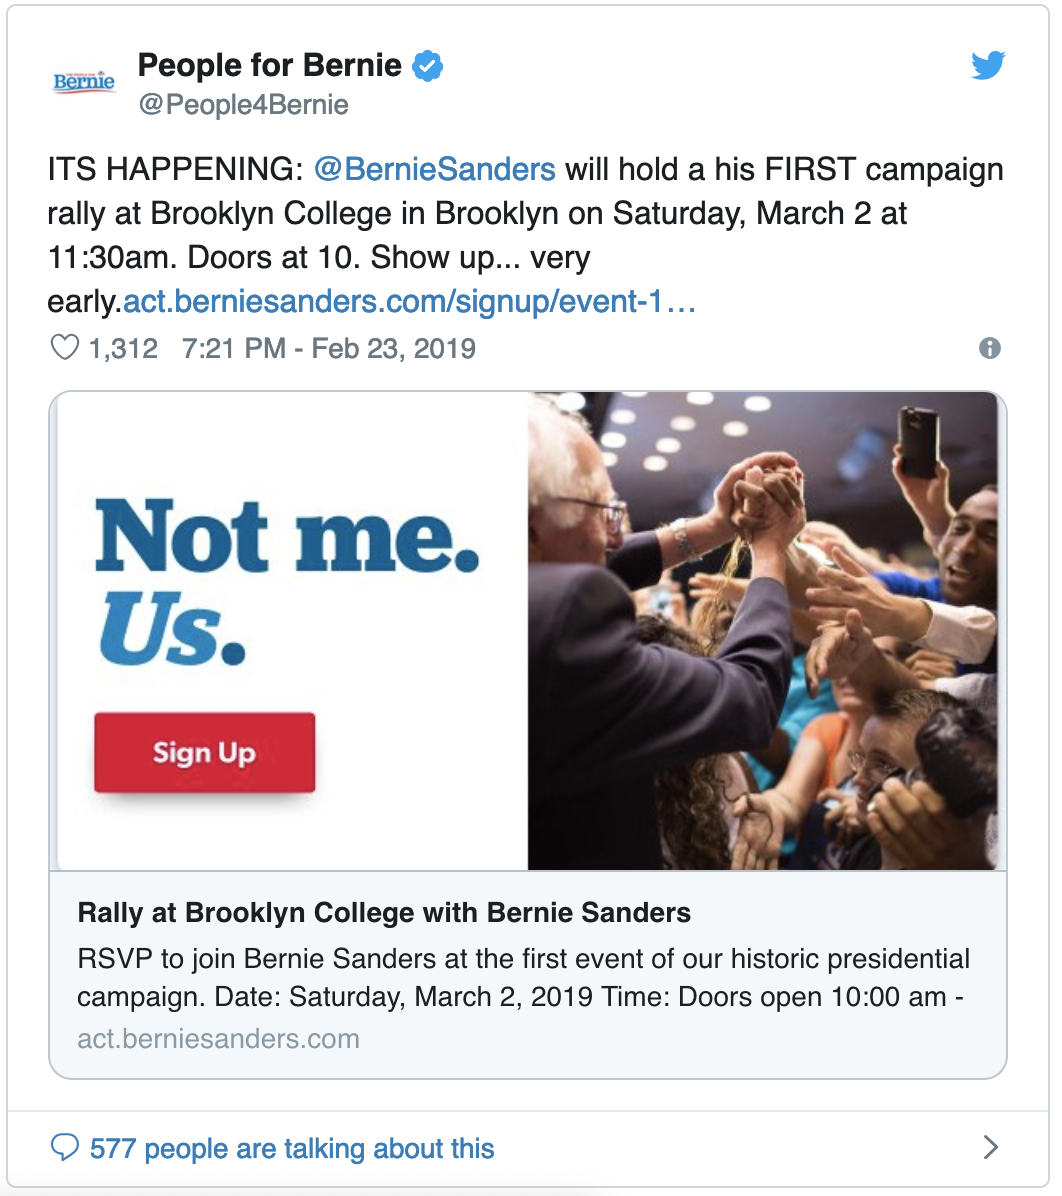 Bernie
People for Bernie
@People4Bernie
ITS HAPPENING: @BernieSanders will hold a his FIRST campaign
rally at Brooklyn College in Brooklyn on Saturday, March 2 at
11:30am. Doors at 10. Show up... very
early.act.berniesanders.com/signup/event-1…
1,312 7:21 PM - Feb 23, 2019
Not me.
Us.
Sign Up
Rally at Brooklyn College with Bernie Sanders
RSVP to join Bernie Sanders at the first event of our historic presidential
campaign. Date: Saturday, March 2, 2019 Time: Doors open 10:00 am -
act.berniesanders.com
577 people are talking about this